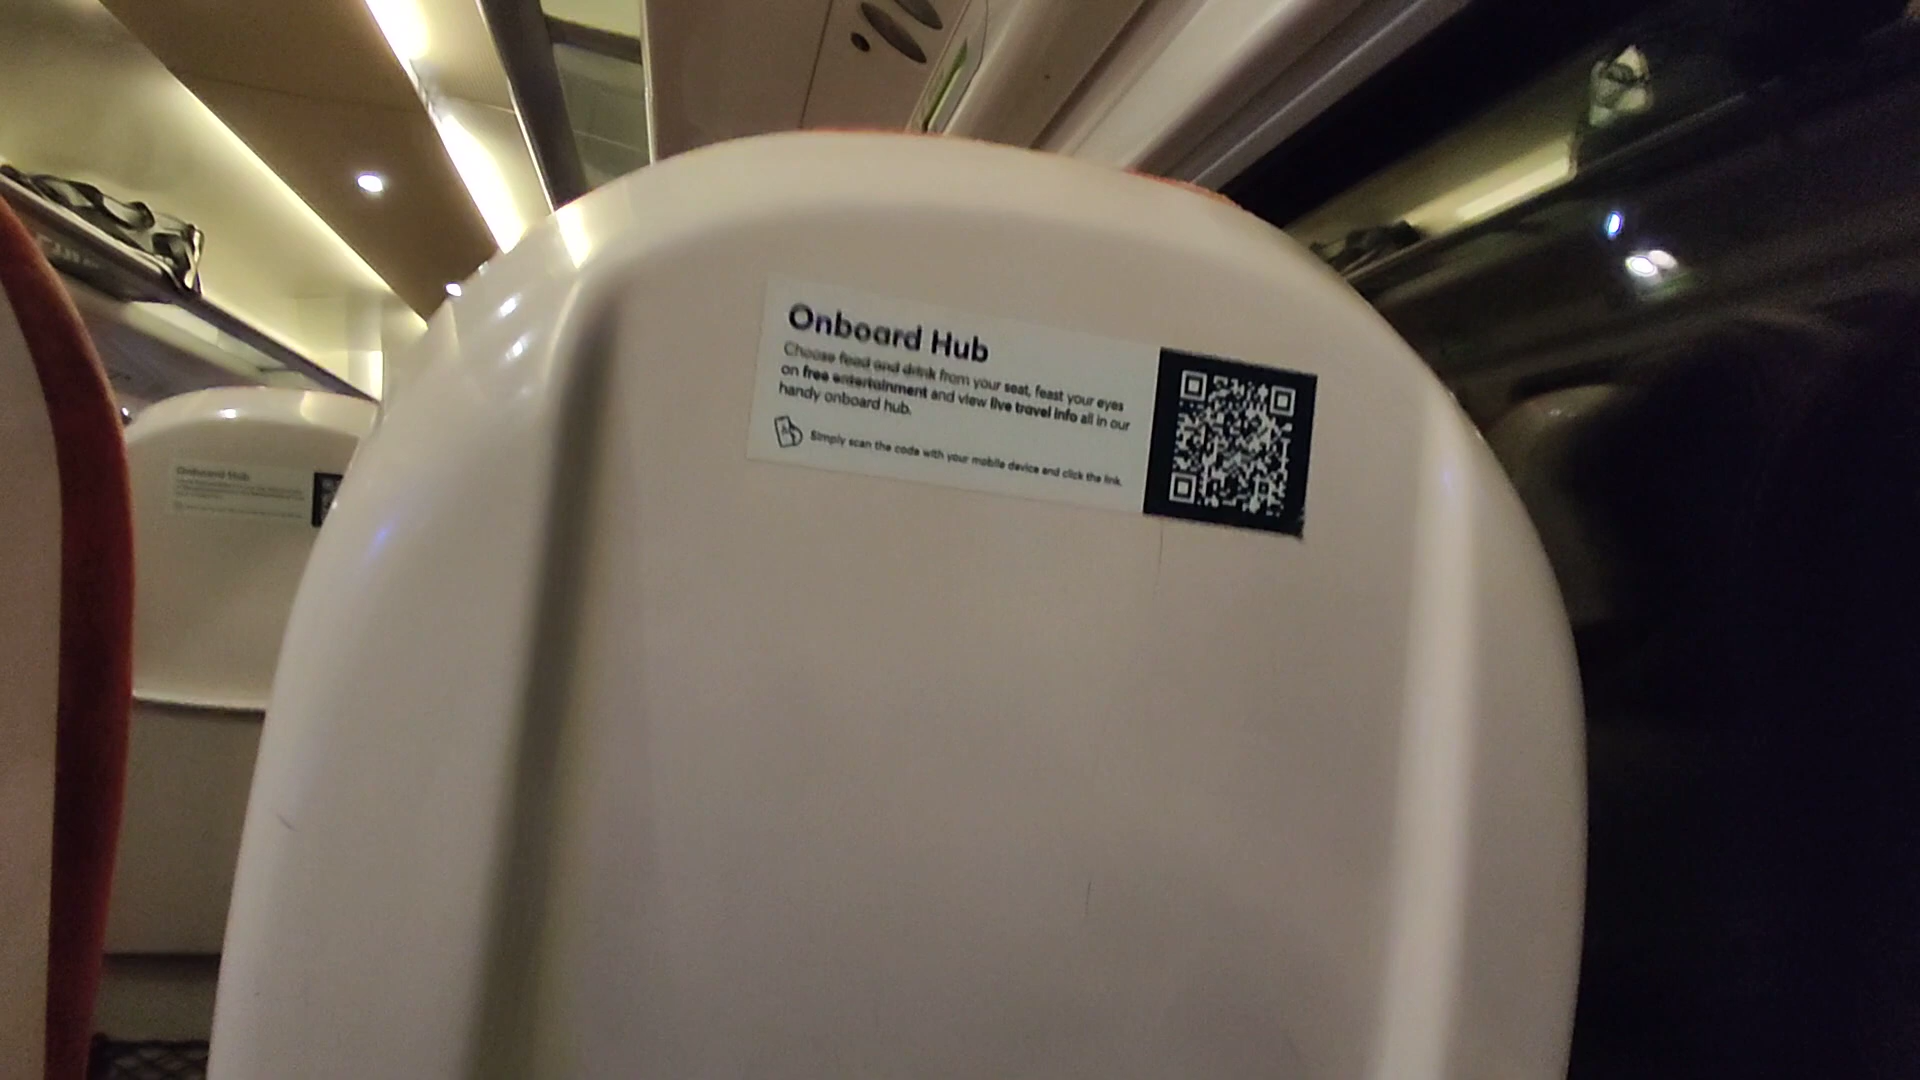 Onboard Hub
Choose food and drink from your seat, feast your eyes
on free entertainment and view live travel info all in our
handy onboard hub.
Simply scan the code with your mobile device and click the link.
Onboard Hub